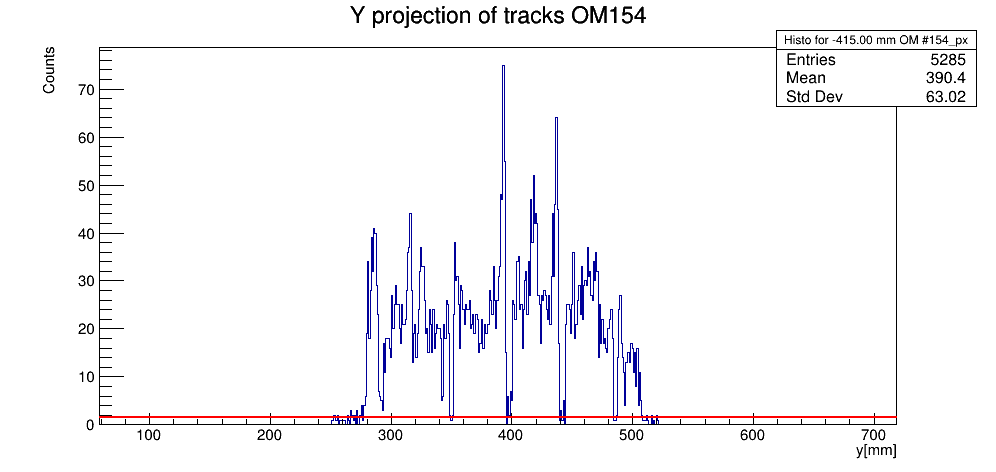 Y projection of tracks OM154
Histo for -415.00 mm OM #154_px
Entries 5285
Mean 390.4
Std Dev 63.02
Counts
70
60
50
40
30
20
10
0
100 200 300 400 500 600 700
y[mm]